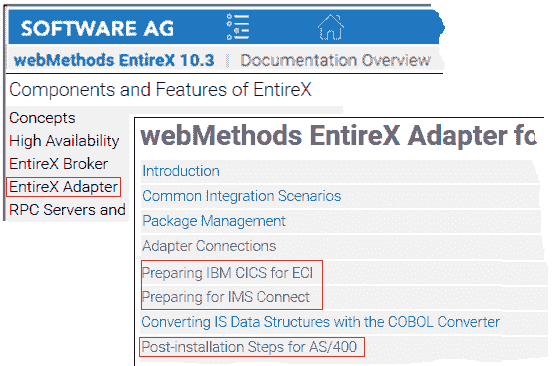 SOFTWARE AG
webMethods EntireX 10.3 | Documentation Overview
Components and Features of EntireX
Concepts
High Availability
EntireX Broker
EntireX Adapter
RPC Servers and
webMethods EntireX Adapter fo
Introduction
Common Integration Scenarios
Package Management
Adapter Connections
Preparing IBM CICS for ECI
Preparing for IMS Connect
Converting IS Data Structures with the COBOL Converter
Post-installation Steps for AS/400